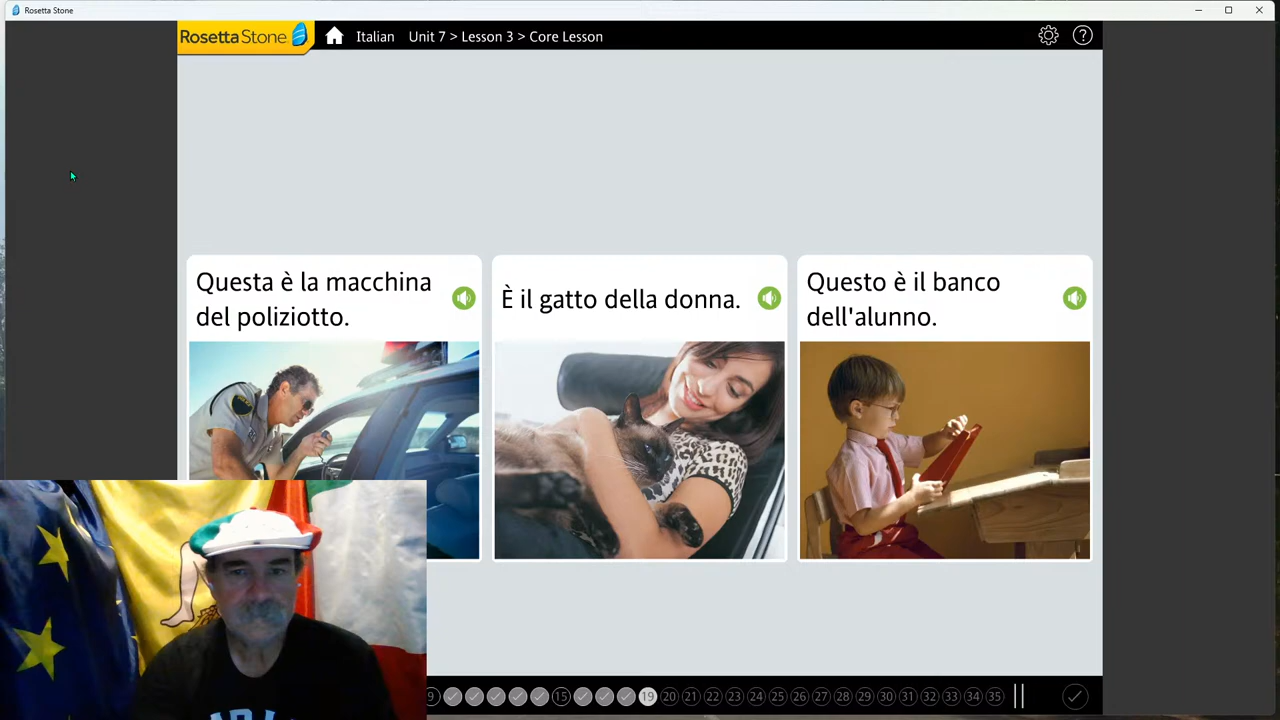 Rosetta Stone
RosettaStone
Italian Unit 7 > Lesson 3 > Core Lesson
?
Questa è la macchina
del poliziotto.
È il gatto della donna.
Questo è il banco
dell'alunno.
9 15 19 20 21 22 23 24 25 26 27 28 29 30 31 32 33 34 35